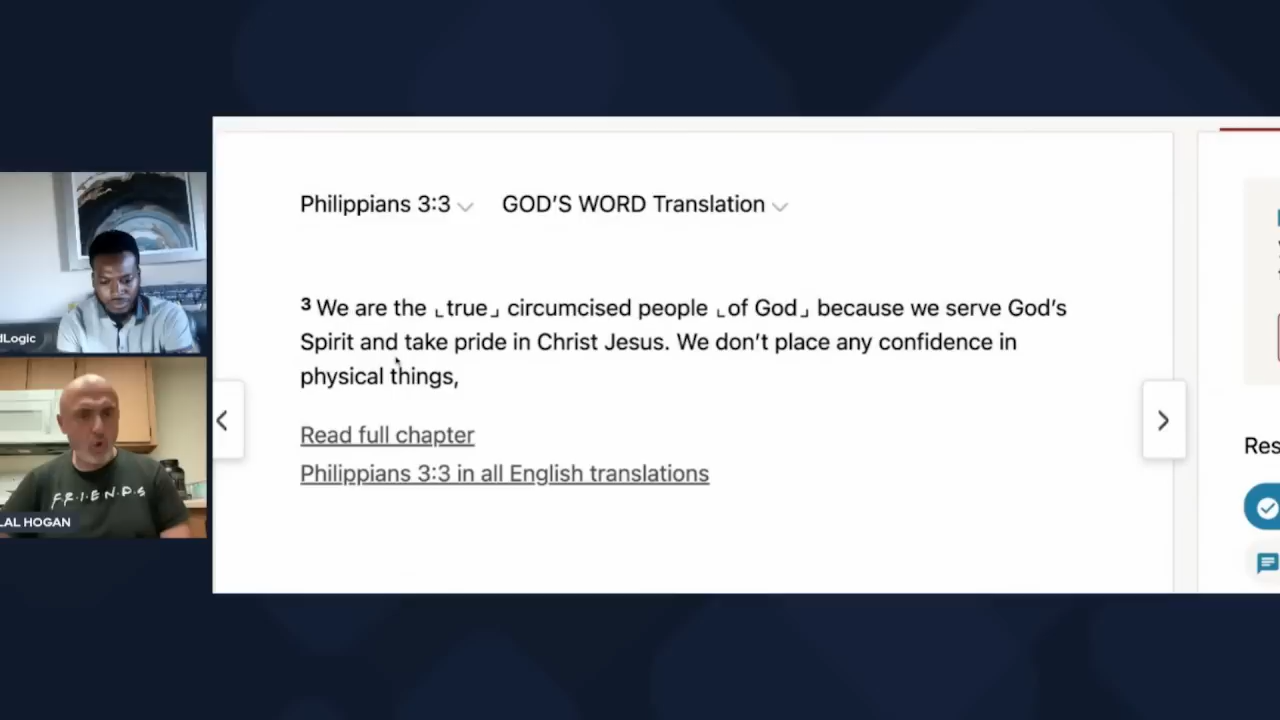 Philippians 3:3 GOD'S WORD Translation
3 We are the ⌞true⌟ circumcised people ⌞of God⌟ because we serve God's
Spirit and take pride in Christ Jesus. We don't place any confidence in
physical things,
Read full chapter
Philippians 3:3 in all English translations
Res
dLogic
F·R·I·E·N·D·S
LAL HOGAN